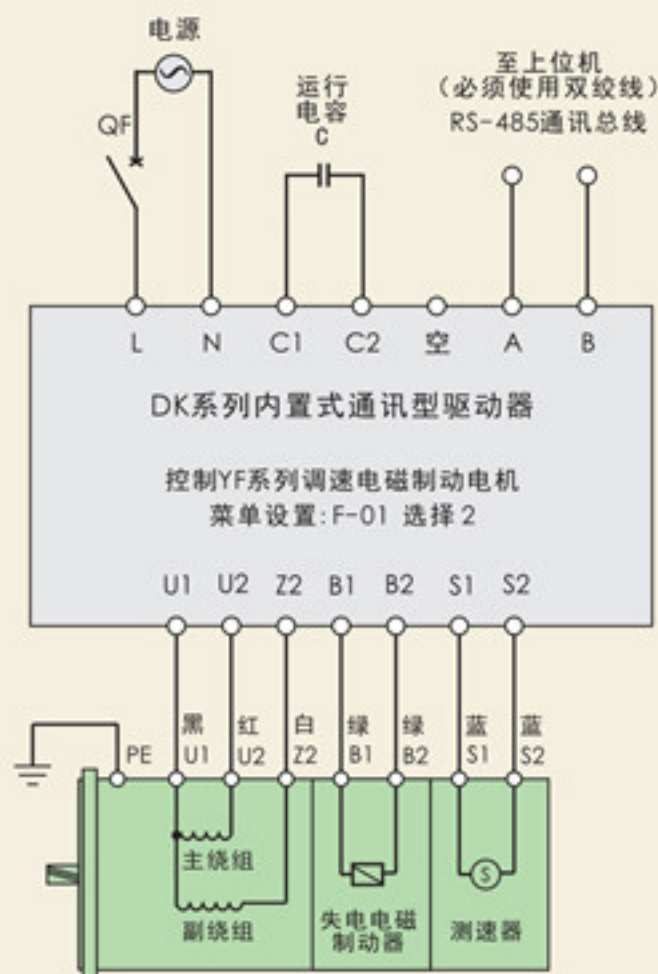 电源
至上位机
(必须使用双绞线)
RS-485通讯总线
运行
电容
C
QF
L N C1 C2 空 A B
DK系列内置式通讯型驱动器
控制YF系列调速电磁制动电机
菜单设置:F-01 选择2
U1 U2 Z2 B1 B2 S1 S2
黑 红 白 绿 绿 蓝 蓝
PE U1 U2 Z2 B1 B2 S1 S2
主绕组
副绕组
失电电磁
制动器
S
测速器